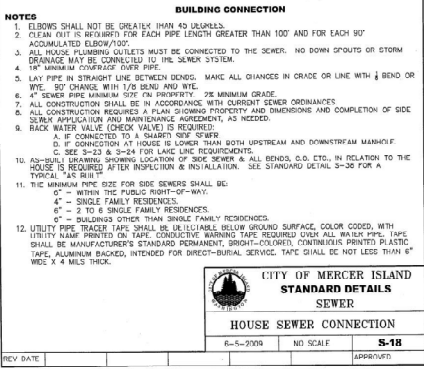 BUILDING CONNECTION
NOTES
1. ELBOWS SHALL NOT BE GREATER THAN 45 DEGREES.
2. CLEAN OUT IS REQUIRED FOR EACH PIPE LENGTH GREATER THAN 100' AND FOR EACH 90°
ACCUMULATED ELBOW/100'.
3. ALL HOUSE PLUMBING OUTLETS MUST BE CONNECTED TO THE SEWER. NO DOWN SPOUTS OR STORM
DRAINAGE MAY BE CONNECTED TO THE SEWER SYSTEM.
4. 18" MINIMUM COVERAGE OVER PIPE.
5. LAY PIPE IN STRAIGHT LINE BETWEEN BENDS. MAKE ALL CHANGES IN GRADE OR LINE WITH ⅛ BEND OR
WYE. 90° CHANGE WITH 1/8 BEND AND WYE.
6. 4" SEWER PIPE MINIMUM SIZE ON PROPERTY. 2% MINIMUM GRADE.
7. ALL CONSTRUCTION SHALL BE IN ACCORDANCE WITH CURRENT SEWER ORDINANCES
8. ALL CONSTRUCTION REQUIRES A PLAN SHOWING PROPERTY AND DIMENSIONS AND COMPLETION OF SIDE
SEWER APPLICATION AND MAINTENANCE AGREEMENT, AS NEEDED.
9. BACK WATER VALVE (CHECK VALVE) IS REQUIRED:
A. IF CONNECTED TO A SHARED SIDE SEWER
B. IF CONNECTION AT HOUSE IS LOWER THAN BOTH UPSTREAM AND DOWNSTREAM MANHOLE.
C. SEE S-23 & S-24 FOR LAKE LINE REQUIREMENTS.
10. AS-BUILT DRAWING SHOWING LOCATION OF SIDE SEWER & ALL BENDS, C.O. ETC., IN RELATION TO THE
HOUSE IS REQUIRED AFTER INSPECTION & INSTALLATION. SEE STANDARD DETAIL S-36 FOR A
TYPICAL "AS BUILT"
11. THE MINIMUM PIPE SIZE FOR SIDE SEWERS SHALL BE:
6" - WITHIN THE PUBLIC RIGHT-OF-WAY.
4" - SINGLE FAMILY RESIDENCES.
6" - 2 TO 6 SINGLE FAMILY RESIDENCES.
6" - BUILDINGS OTHER THAN SINGLE FAMILY RESIDENCES.
12. UTILITY PIPE TRACER TAPE SHALL BE DETECTABLE BELOW GROUND SURFACE, COLOR CODED, WITH
UTILITY NAME PRINTED ON TAPE. CONDUCTIVE WARNING TAPE REQUIRED OVER ALL WATER PIPE. TAPE
SHALL BE MANUFACTURER'S STANDARD PERMANENT, BRIGHT-COLORED, CONTINUOUS PRINTED PLASTIC
TAPE, ALUMINUM BACKED, INTENDED FOR DIRECT-BURIAL SERVICE. TAPE SHALL BE NOT LESS THAN 6"
WIDE X 4 MILS THICK.
CITY OF MERCER ISLAND
WASHINGTON
CITY OF MERCER ISLAND
STANDARD DETAILS
SEWER
HOUSE SEWER CONNECTION
6-5-2009 NO SCALE S-18
REV DATE APPROVED